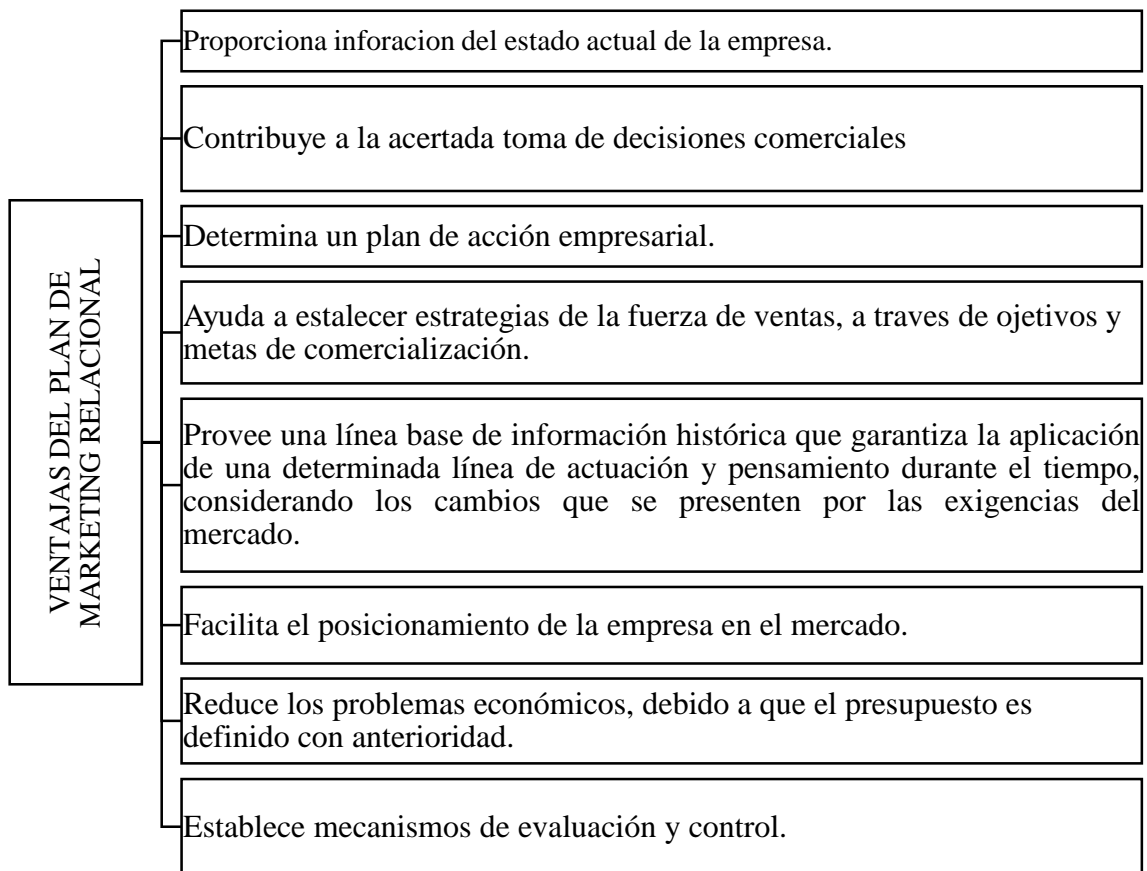 VENTAJAS DEL PLAN DE
MARKETING RELACIONAL
Proporciona inforacion del estado actual de la empresa.
Contribuye a la acertada toma de decisiones comerciales
Determina un plan de acción empresarial.
Ayuda a estalecer estrategias de la fuerza de ventas, a traves de ojetivos y
metas de comercialización.
Provee una línea base de información histórica que garantiza la aplicación
de una determinada línea de actuación y pensamiento durante el tiempo,
considerando los cambios que se presenten por las exigencias del
mercado.
Facilita el posicionamiento de la empresa en el mercado.
Reduce los problemas económicos, debido a que el presupuesto es
definido con anterioridad.
Establece mecanismos de evaluación y control.